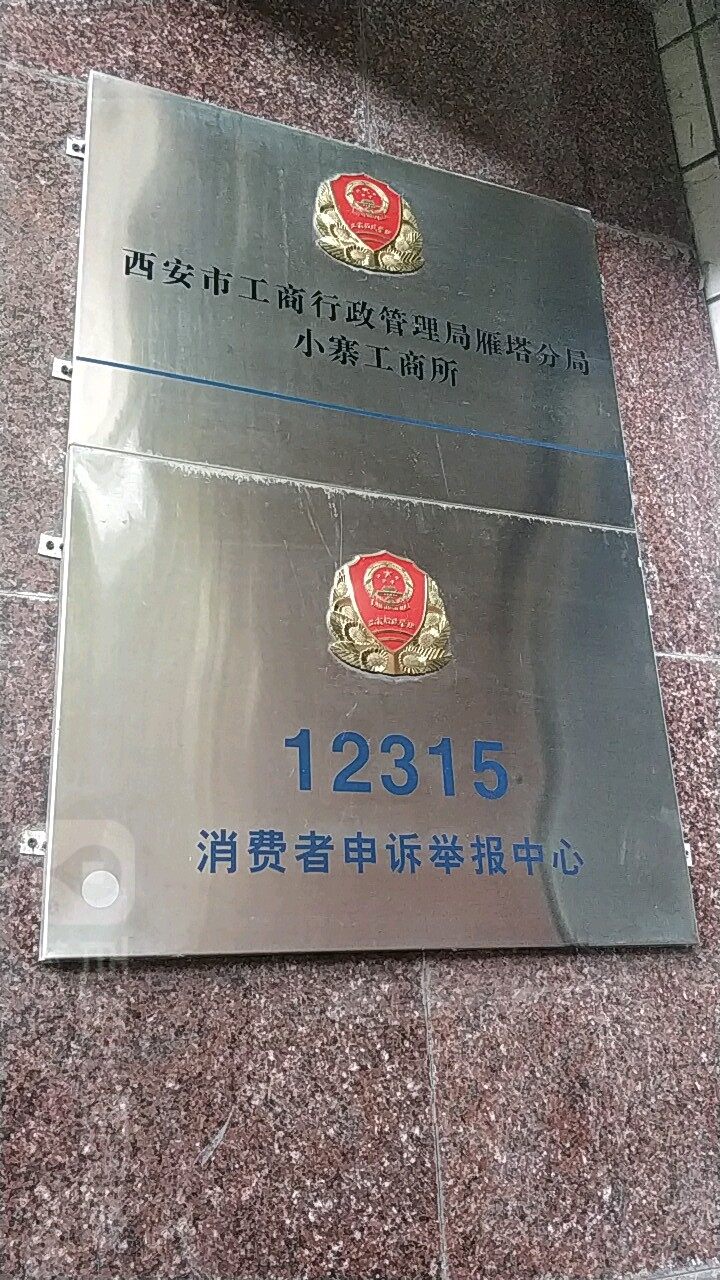 西安市工商行政管理局雁塔分局
小寨工商所
12315
消费者申诉举报中心